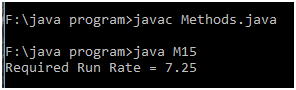 F:\java program>javac Methods.java
F:\java program>java M15
Required Run Rate = 7.25